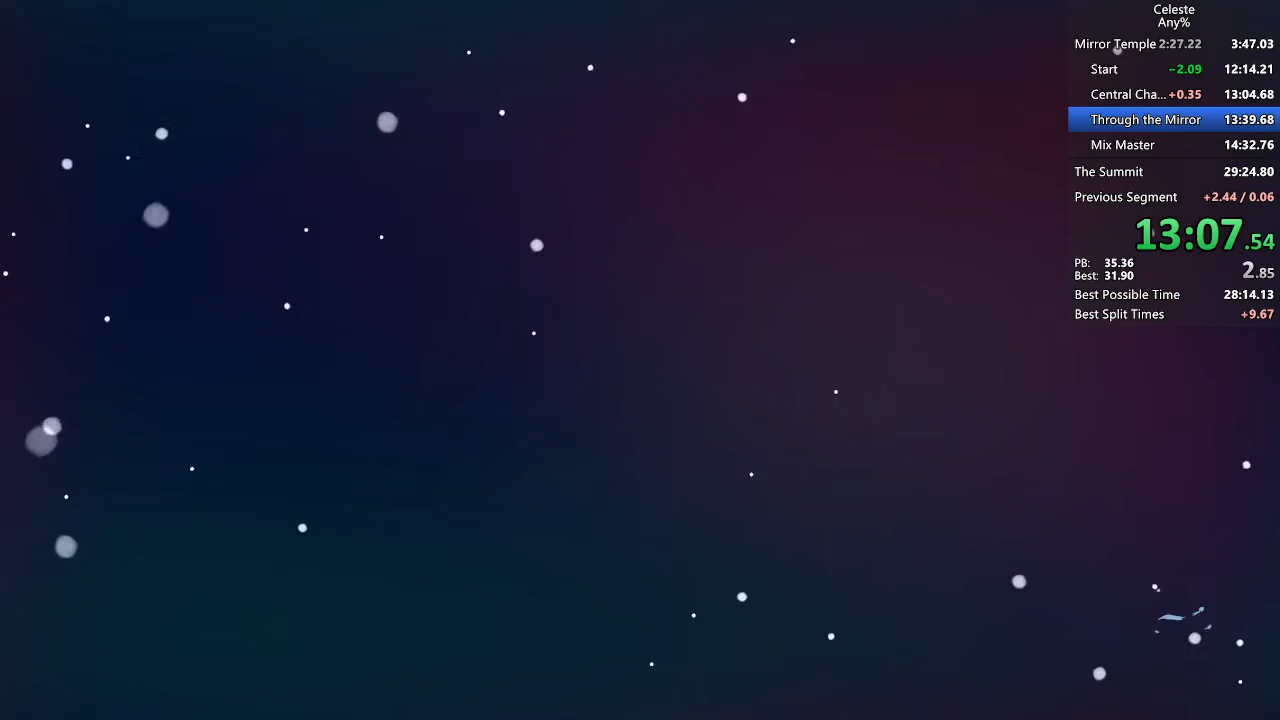 Celeste
Any%
Mirror Temple 2:27.22 3:47.03
Start −2.09 12:14.21
Central Cha... +0.35 13:04.68
Through the Mirror 13:39.68
Mix Master 14:32.76
The Summit 29:24.80
Previous Segment +2.44 / 0.06
13:07.54
PB: 35.36
Best: 31.90
2.85
Best Possible Time 28:14.13
Best Split Times +9.67